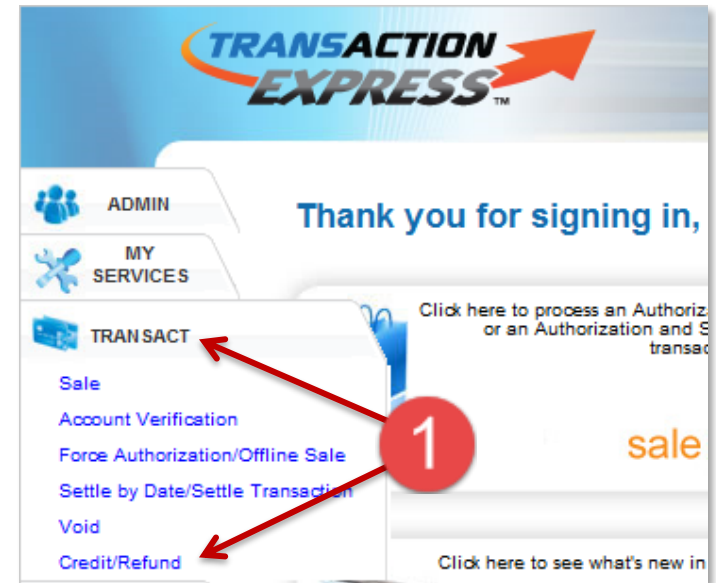 TRANSACTION
EXPRESS™
ADMIN
Thank you for signing in,
MY
SERVICES
Click here to process an Authoriz
or an Authorization and S
transac
TRANSACT
Sale
Account Verification
1
sale
Force Authorization/Offline Sale
Settle by Date/Settle Transaction
Void
Credit/Refund
Click here to see what's new in